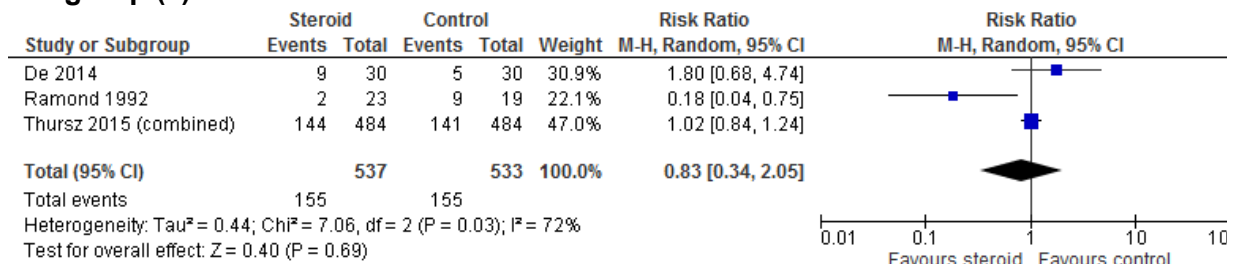 Steroid Control Risk Ratio Risk Ratio
Study or Subgroup Events Total Events Total Weight M-H, Random, 95% CI M-H, Random, 95% CI
De 2014 9 30 5 30 30.9% 1.80 [0.68, 4.74]
Ramond 1992 2 23 9 19 22.1% 0.18 [0.04, 0.75]
Thursz 2015 (combined) 144 484 141 484 47.0% 1.02 [0.84, 1.24]
Total (95% CI) 537 533 100.0% 0.83 [0.34, 2.05]
Total events 155 155
Heterogeneity: Tau² = 0.44; Chi² = 7.06, df = 2 (P = 0.03); I² = 72%
Test for overall effect: Z = 0.40 (P = 0.69)
0.01 0.1 1 10 10
Favours steroid Favours control